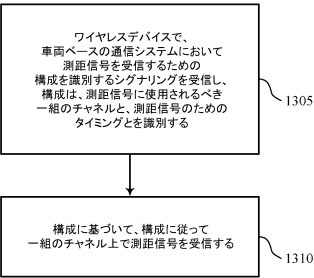 ワイヤレスデバイスで、
車両ベースの通信システムにおいて
測距信号を受信するための
構成を識別するシグナリングを受信し、
構成は、測距信号に使用されるべき
一組のチャネルと、測距信号のための
タイミングとを識別する
1305
構成に基づいて、構成に従って
一組のチャネル上で測距信号を受信する
1310